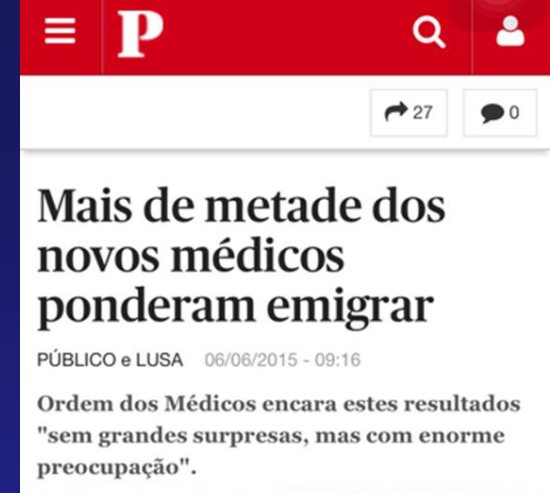 P
27
0
Mais de metade dos
novos médicos
ponderam emigrar
PÚBLICO e LUSA 06/06/2015 - 09:16
Ordem dos Médicos encara estes resultados
"sem grandes surpresas, mas com enorme
preocupação".